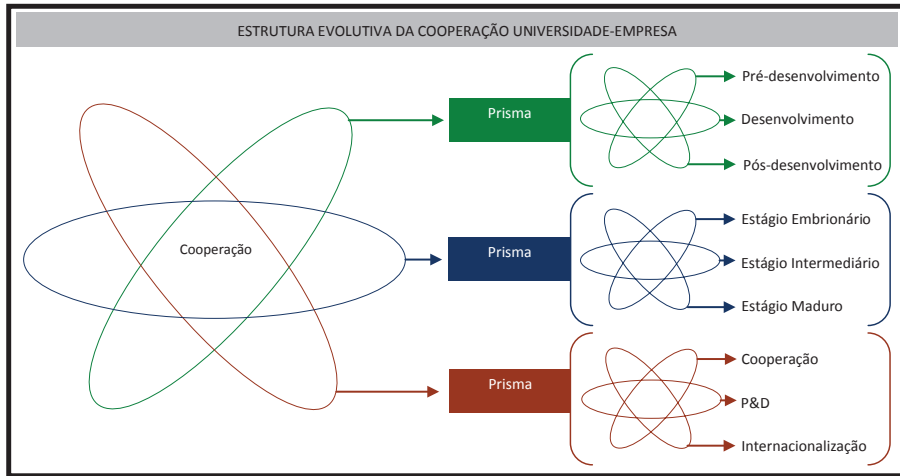 ESTRUTURA EVOLUTIVA DA COOPERAÇÃO UNIVERSIDADE-EMPRESA
Cooperação
Prisma
Pré-desenvolvimento
Desenvolvimento
Pós-desenvolvimento
Prisma
Estágio Embrionário
Estágio Intermediário
Estágio Maduro
Prisma
Cooperação
P&D
Internacionalização